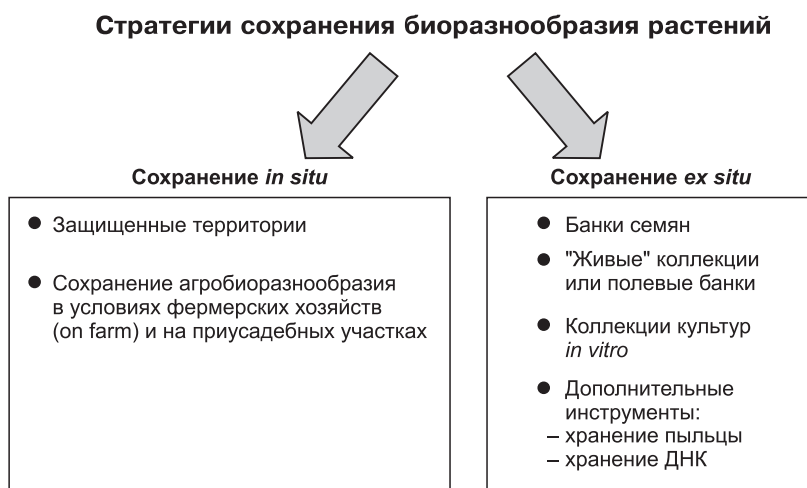 Стратегии сохранения биоразнообразия растений
Сохранение in situ
● Защищенные территории
● Сохранение агробиоразнообразия
в условиях фермерских хозяйств
(on farm) и на приусадебных участках
Сохранение ex situ
● Банки семян
● "Живые" коллекции
или полевые банки
● Коллекции культур
in vitro
● Дополнительные
инструменты:
– хранение пыльцы
– хранение ДНК